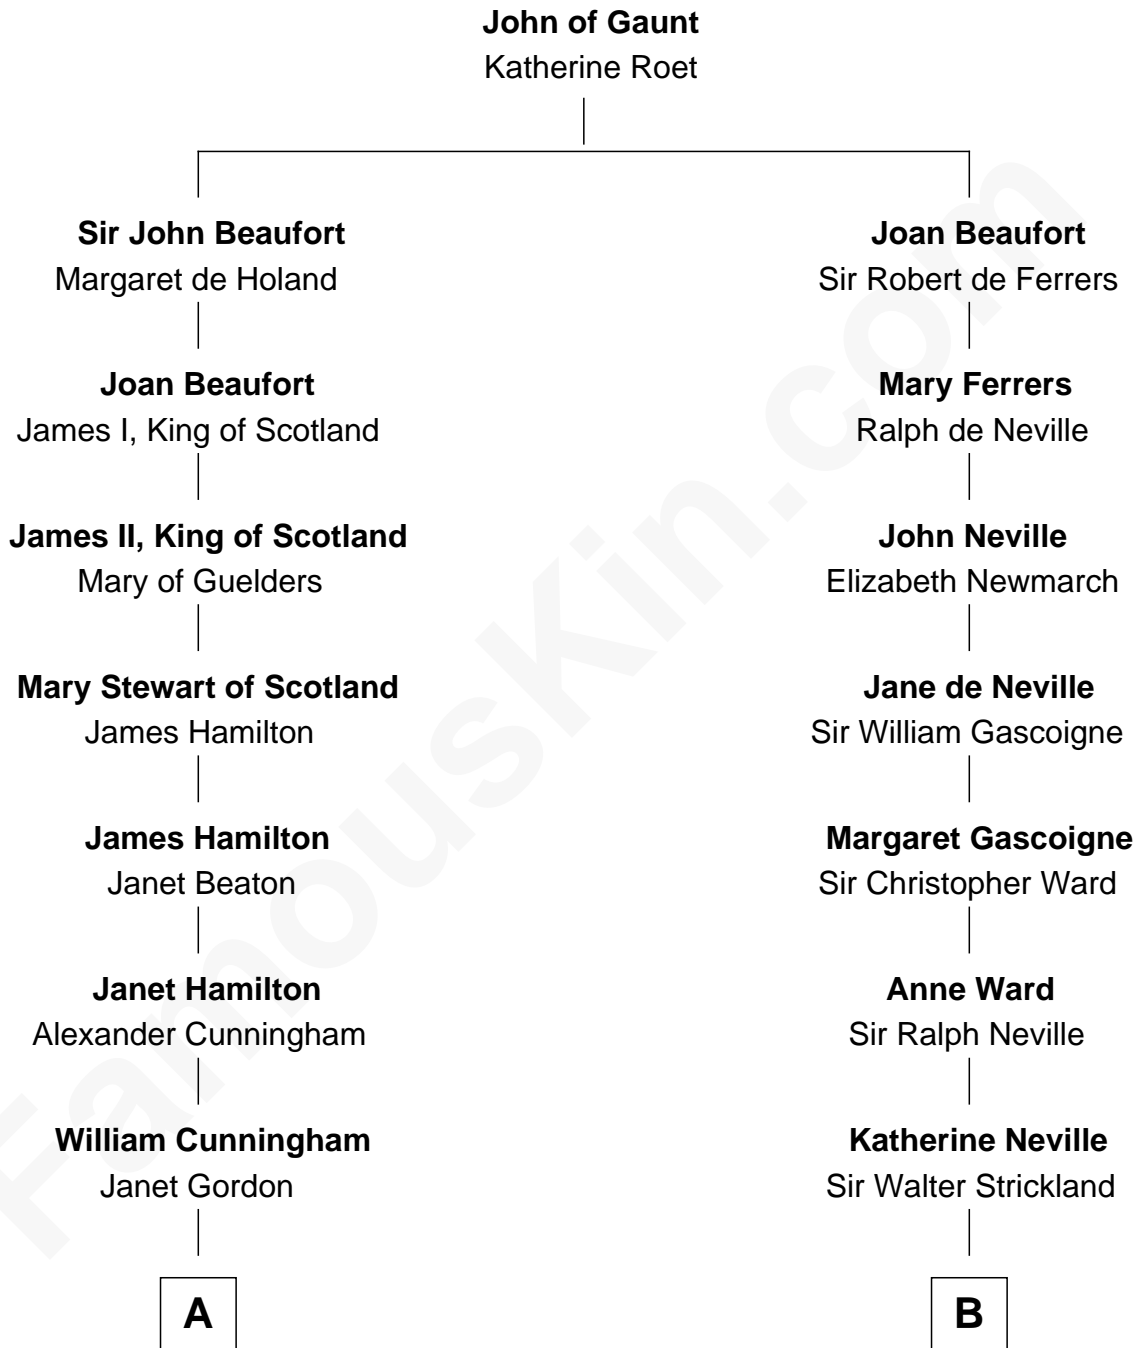 John of Gaunt
Katherine Roet
Sir John Beaufort
Margaret de Holand
Joan Beaufort
James I, King of Scotland
James II, King of Scotland
Mary of Guelders
Mary Stewart of Scotland
James Hamilton
James Hamilton
Janet Beaton
Janet Hamilton
Alexander Cunningham
William Cunningham
Janet Gordon
A
Joan Beaufort
Sir Robert de Ferrers
Mary Ferrers
Ralph de Neville
John Neville
Elizabeth Newmarch
Jane de Neville
Sir William Gascoigne
Margaret Gascoigne
Sir Christopher Ward
Anne Ward
Sir Ralph Neville
Katherine Neville
Sir Walter Strickland
B
FamousKin.com